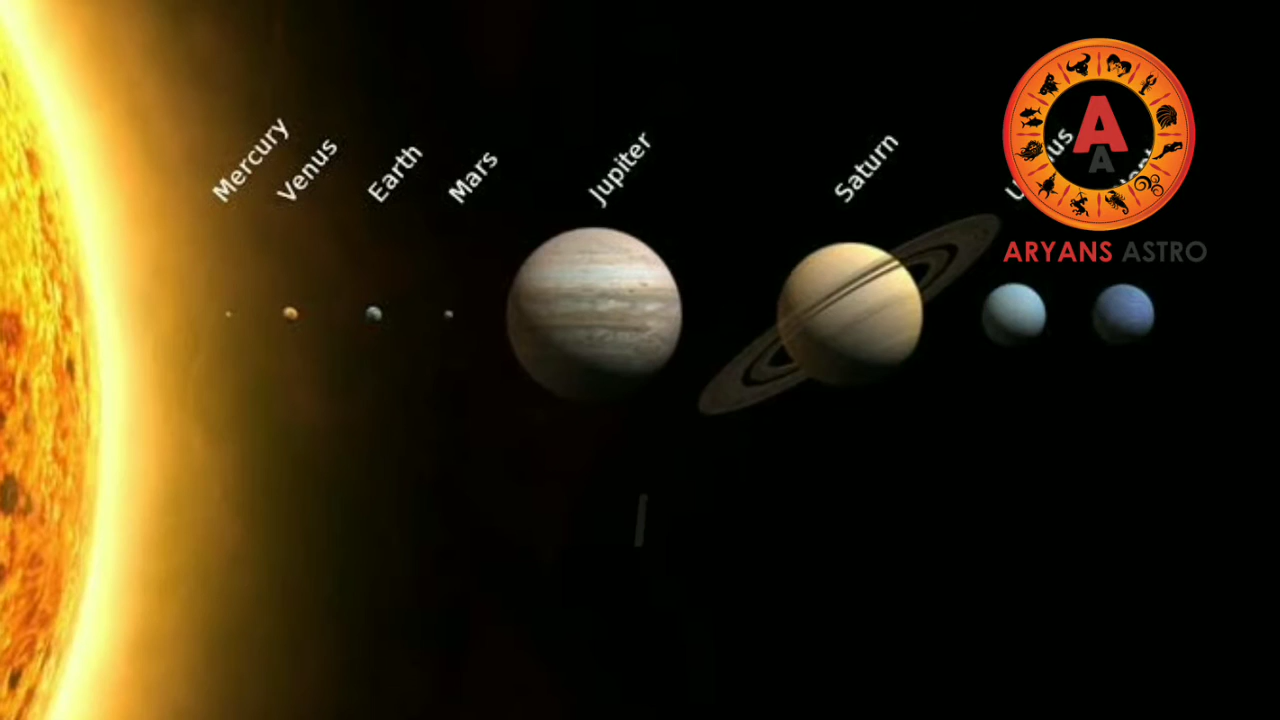 Mercury
Venus
Earth
Mars
Jupiter
Saturn
A
A
ARYANS ASTRO